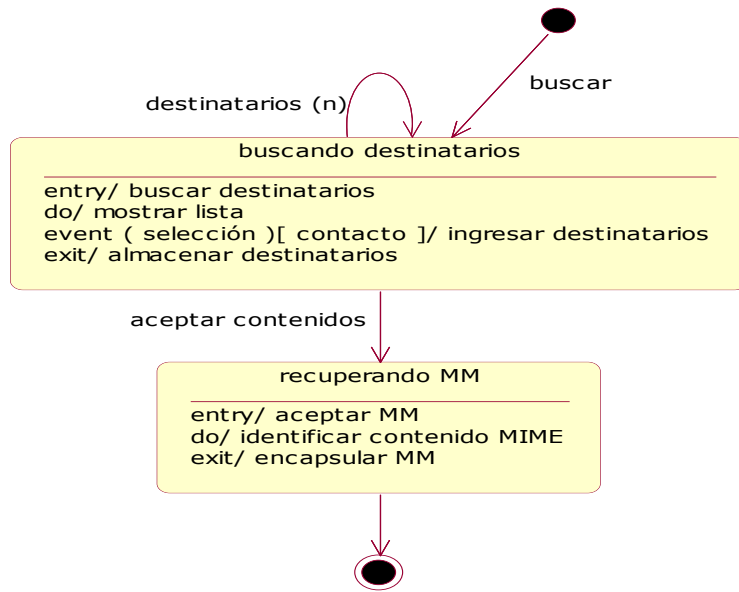 buscar
destinatarios (n)
buscando destinatarios
entry/ buscar destinatarios
do/ mostrar lista
event ( selección )[ contacto ]/ ingresar destinatarios
exit/ almacenar destinatarios
aceptar contenidos
recuperando MM
entry/ aceptar MM
do/ identificar contenido MIME
exit/ encapsular MM